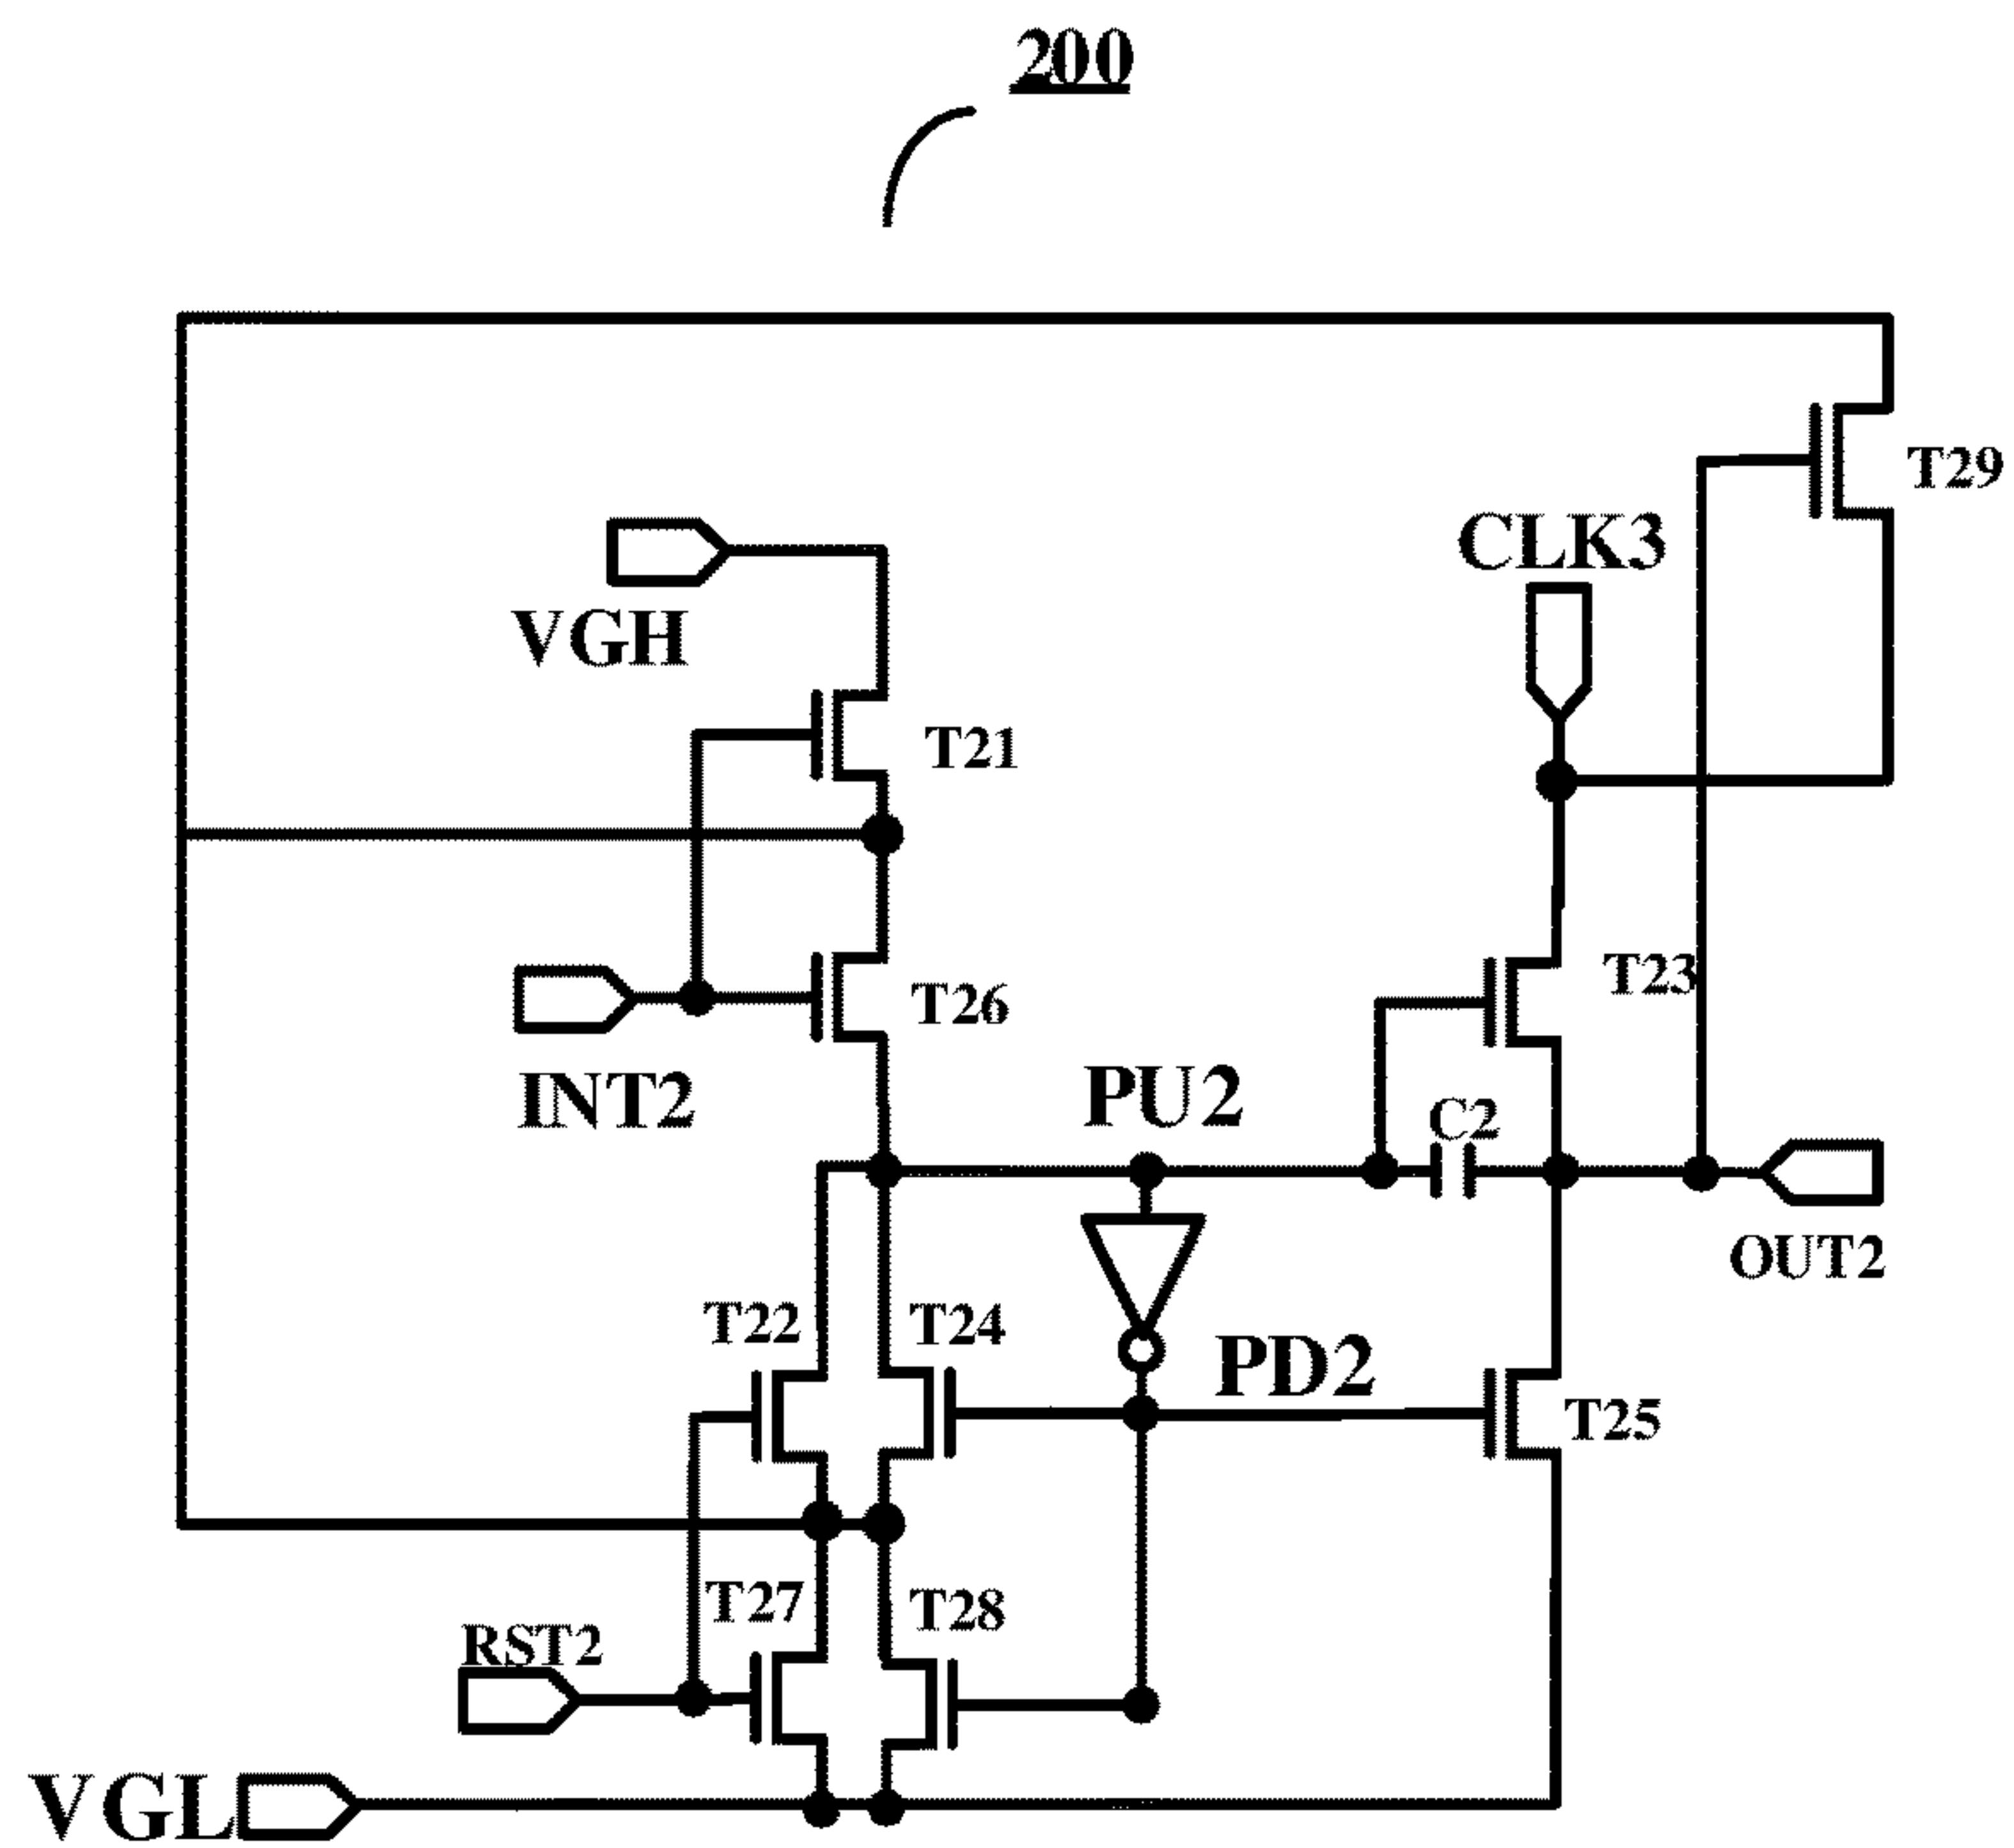 200
T29
CLK3
VGH
T21
T23
T26
INT2
PU2
C2
OUT2
T22
T24
PD2
T25
T27
T28
RST2
VGL